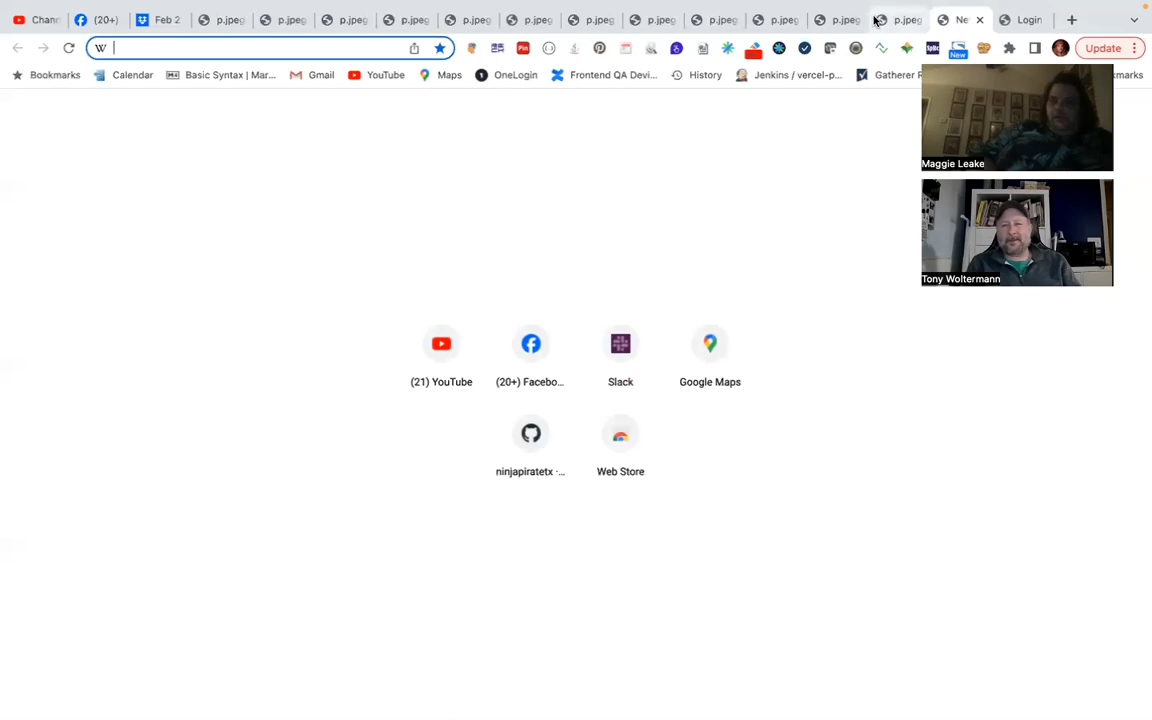 Chann (20+) Feb 2 p.jpeg p.jpeg p.jpeg p.jpeg p.jpeg p.jpeg p.jpeg p.jpeg p.jpeg p.jpeg p.jpeg p.jpeg Ne Login
W
Update
New
Bookmarks Calendar Basic Syntax | Mar... Gmail YouTube Maps OneLogin Frontend QA Devi... History Jenkins / vercel-p... Gatherer
Maggie Leake
Tony Woltermann
(21) YouTube (20+) Facebo... Slack Google Maps
ninjapiratetx ·... Web Store